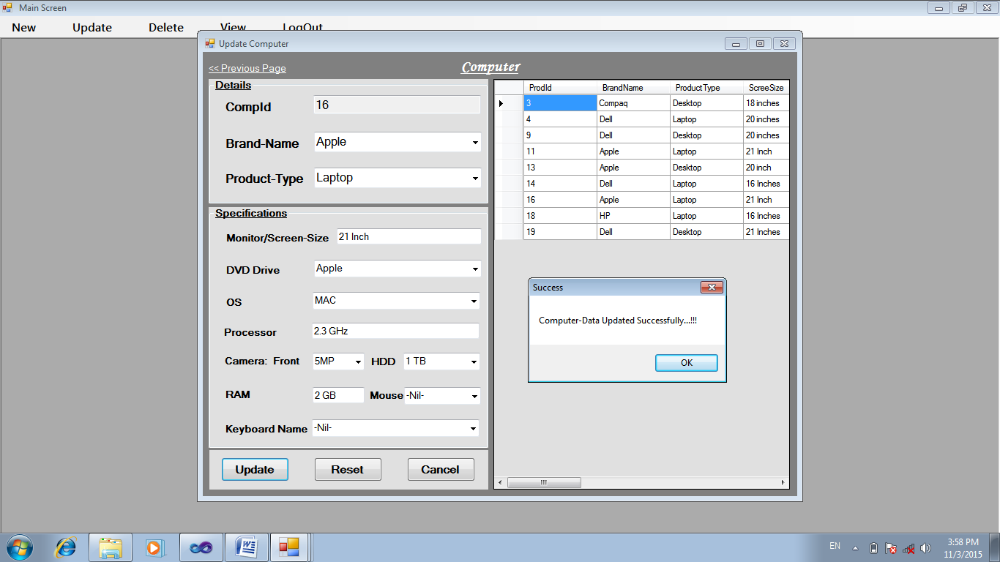 Main Screen
New Update Delete View LogOut
Update Computer
<< Previous Page
Computer
Details
CompId 16
Brand-Name Apple
Product-Type Laptop
Specifications
Monitor/Screen-Size 21 Inch
DVD Drive Apple
OS MAC
Processor 2.3 GHz
Camera: Front 5MP HDD 1 TB
RAM 2 GB Mouse -Nil-
Keyboard Name -Nil-
Update Reset Cancel
ProdId BrandName ProductType ScreeSize
3 Compaq Desktop 18 inches
4 Dell Laptop 20 inches
9 Dell Desktop 20 inches
11 Apple Laptop 21 Inch
13 Apple Desktop 20 inch
14 Dell Laptop 16 Inches
16 Apple Laptop 21 Inch
18 HP Laptop 16 Inches
19 Dell Desktop 21 Inches
Success
Computer-Data Updated Successfully...!!!
OK
EN
3:58 PM
11/3/2015